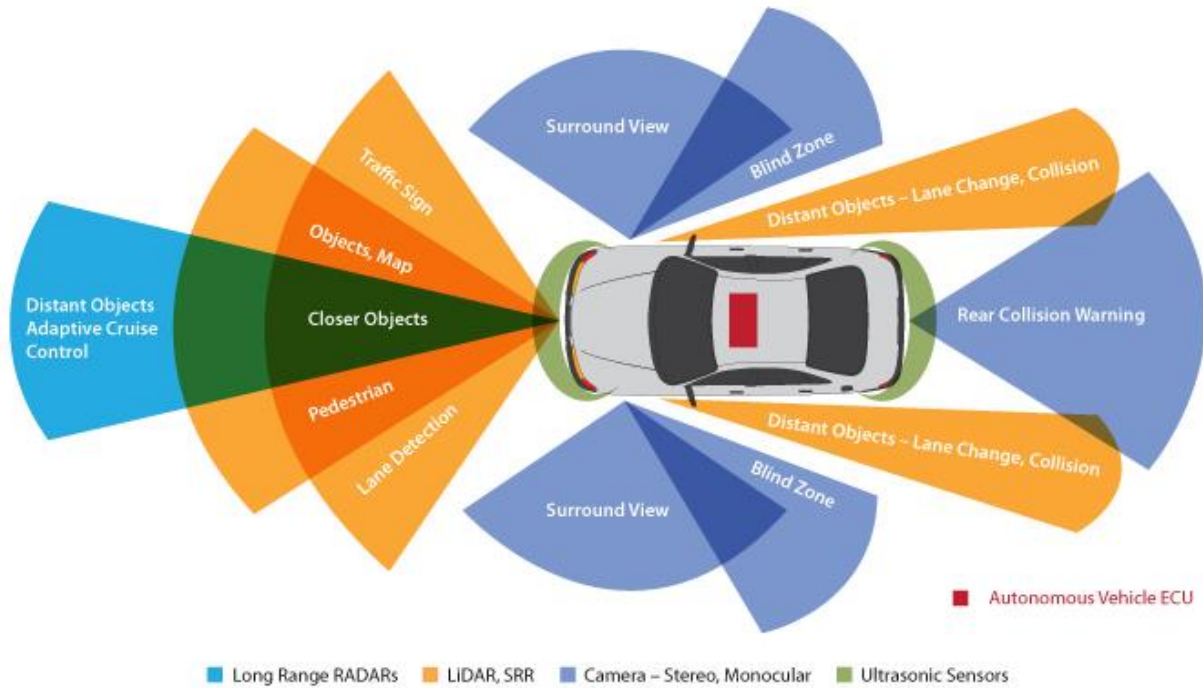 Surround View
Blind Zone
Traffic Sign
Distant Objects – Lane Change, Collision
Objects, Map
Distant Objects
Adaptive Cruise
Control
Closer Objects
Rear Collision Warning
Pedestrian
Lane Detection
Distant Objects – Lane Change, Collision
Blind Zone
Surround View
Autonomous Vehicle ECU
Long Range RADARs
LiDAR, SRR
Camera – Stereo, Monocular
Ultrasonic Sensors